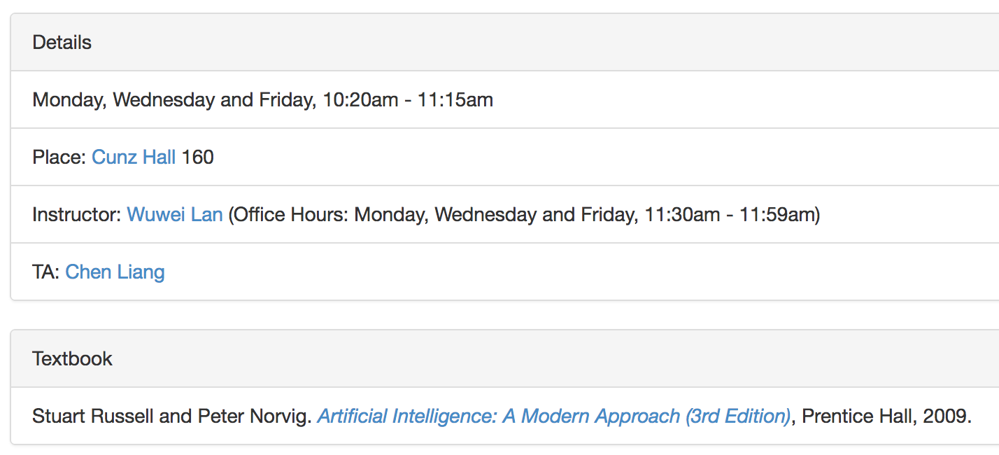 Details
Monday, Wednesday and Friday, 10:20am - 11:15am
Place: Cunz Hall 160
Instructor: Wuwei Lan (Office Hours: Monday, Wednesday and Friday, 11:30am - 11:59am)
TA: Chen Liang
Textbook
Stuart Russell and Peter Norvig. Artificial Intelligence: A Modern Approach (3rd Edition), Prentice Hall, 2009.